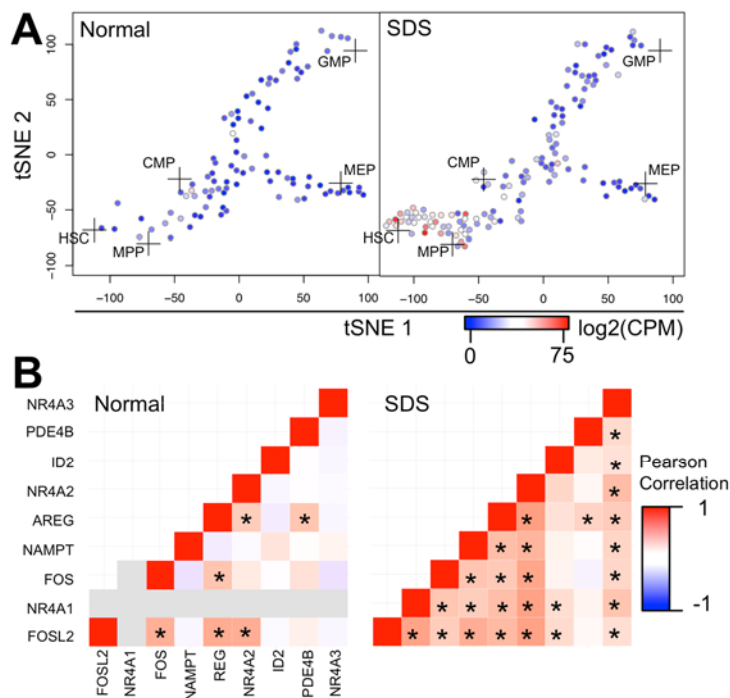 A
Normal
SDS
GMP
CMP
MEP
HSC
MPP
GMP
CMP
MEP
HSC
MPP
tSNE 2
100
50
0
−50
−100
−100
−50
0
50
100
−100
−50
0
50
100
tSNE 1
0
75
log2(CPM)
B
Normal
SDS
NR4A3
PDE4B
ID2
NR4A2
AREG
NAMPT
FOS
NR4A1
FOSL2
FOSL2
NR4A1
FOS
NAMPT
REG
NR4A2
ID2
PDE4B
NR4A3
* *
*
* * *
*
*
*
* *
* * *
* * * *
* * * * * *
* * * * * * *
Pearson
Correlation
1
-1